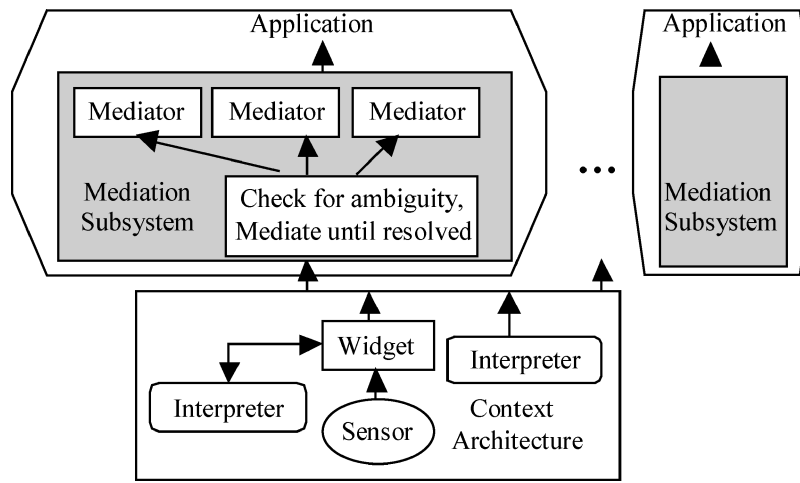 Application
Mediator
Mediator
Mediator
Mediation
Subsystem
Check for ambiguity,
Mediate until resolved
...
Application
Mediation
Subsystem
Widget
Interpreter
Interpreter
Sensor
Context
Architecture